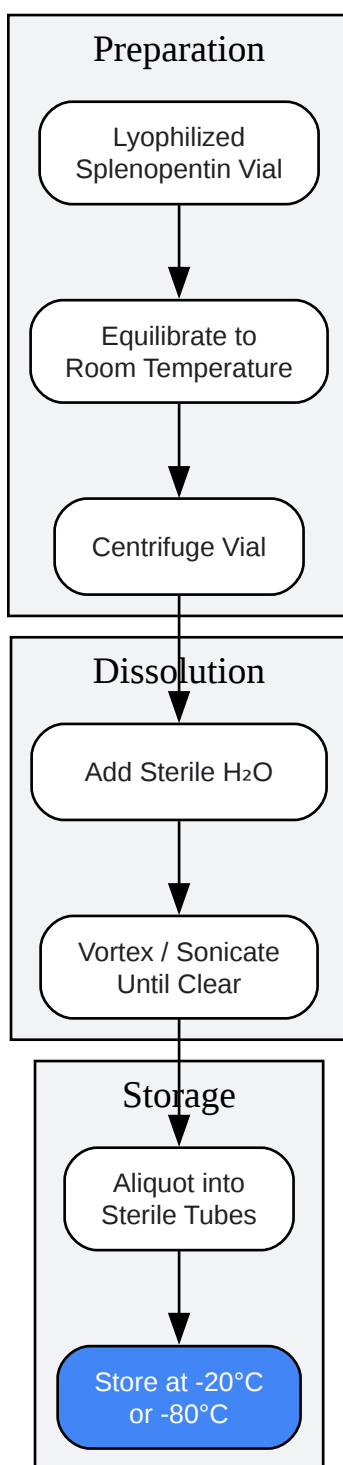 Preparation
Lyophilized
Splenopentin Vial
Equilibrate to
Room Temperature
Centrifuge Vial
Dissolution
Add Sterile H₂O
Vortex / Sonicate
Until Clear
Storage
Aliquot into
Sterile Tubes
Store at -20°C
or -80°C